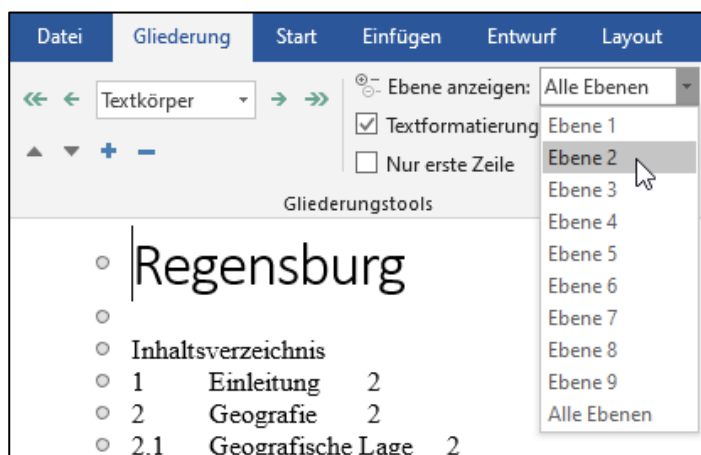 Datei Gliederung Start Einfügen Entwurf Layout
Textkörper
Ebene anzeigen: Alle Ebenen
Textformatierung
Nur erste Zeile
Gliederungstools
Ebene 1
Ebene 2
Ebene 3
Ebene 4
Ebene 5
Ebene 6
Ebene 7
Ebene 8
Ebene 9
Alle Ebenen
Regensburg
Inhaltsverzeichnis
1 Einleitung 2
2 Geografie 2
2.1 Geografische Lage 2